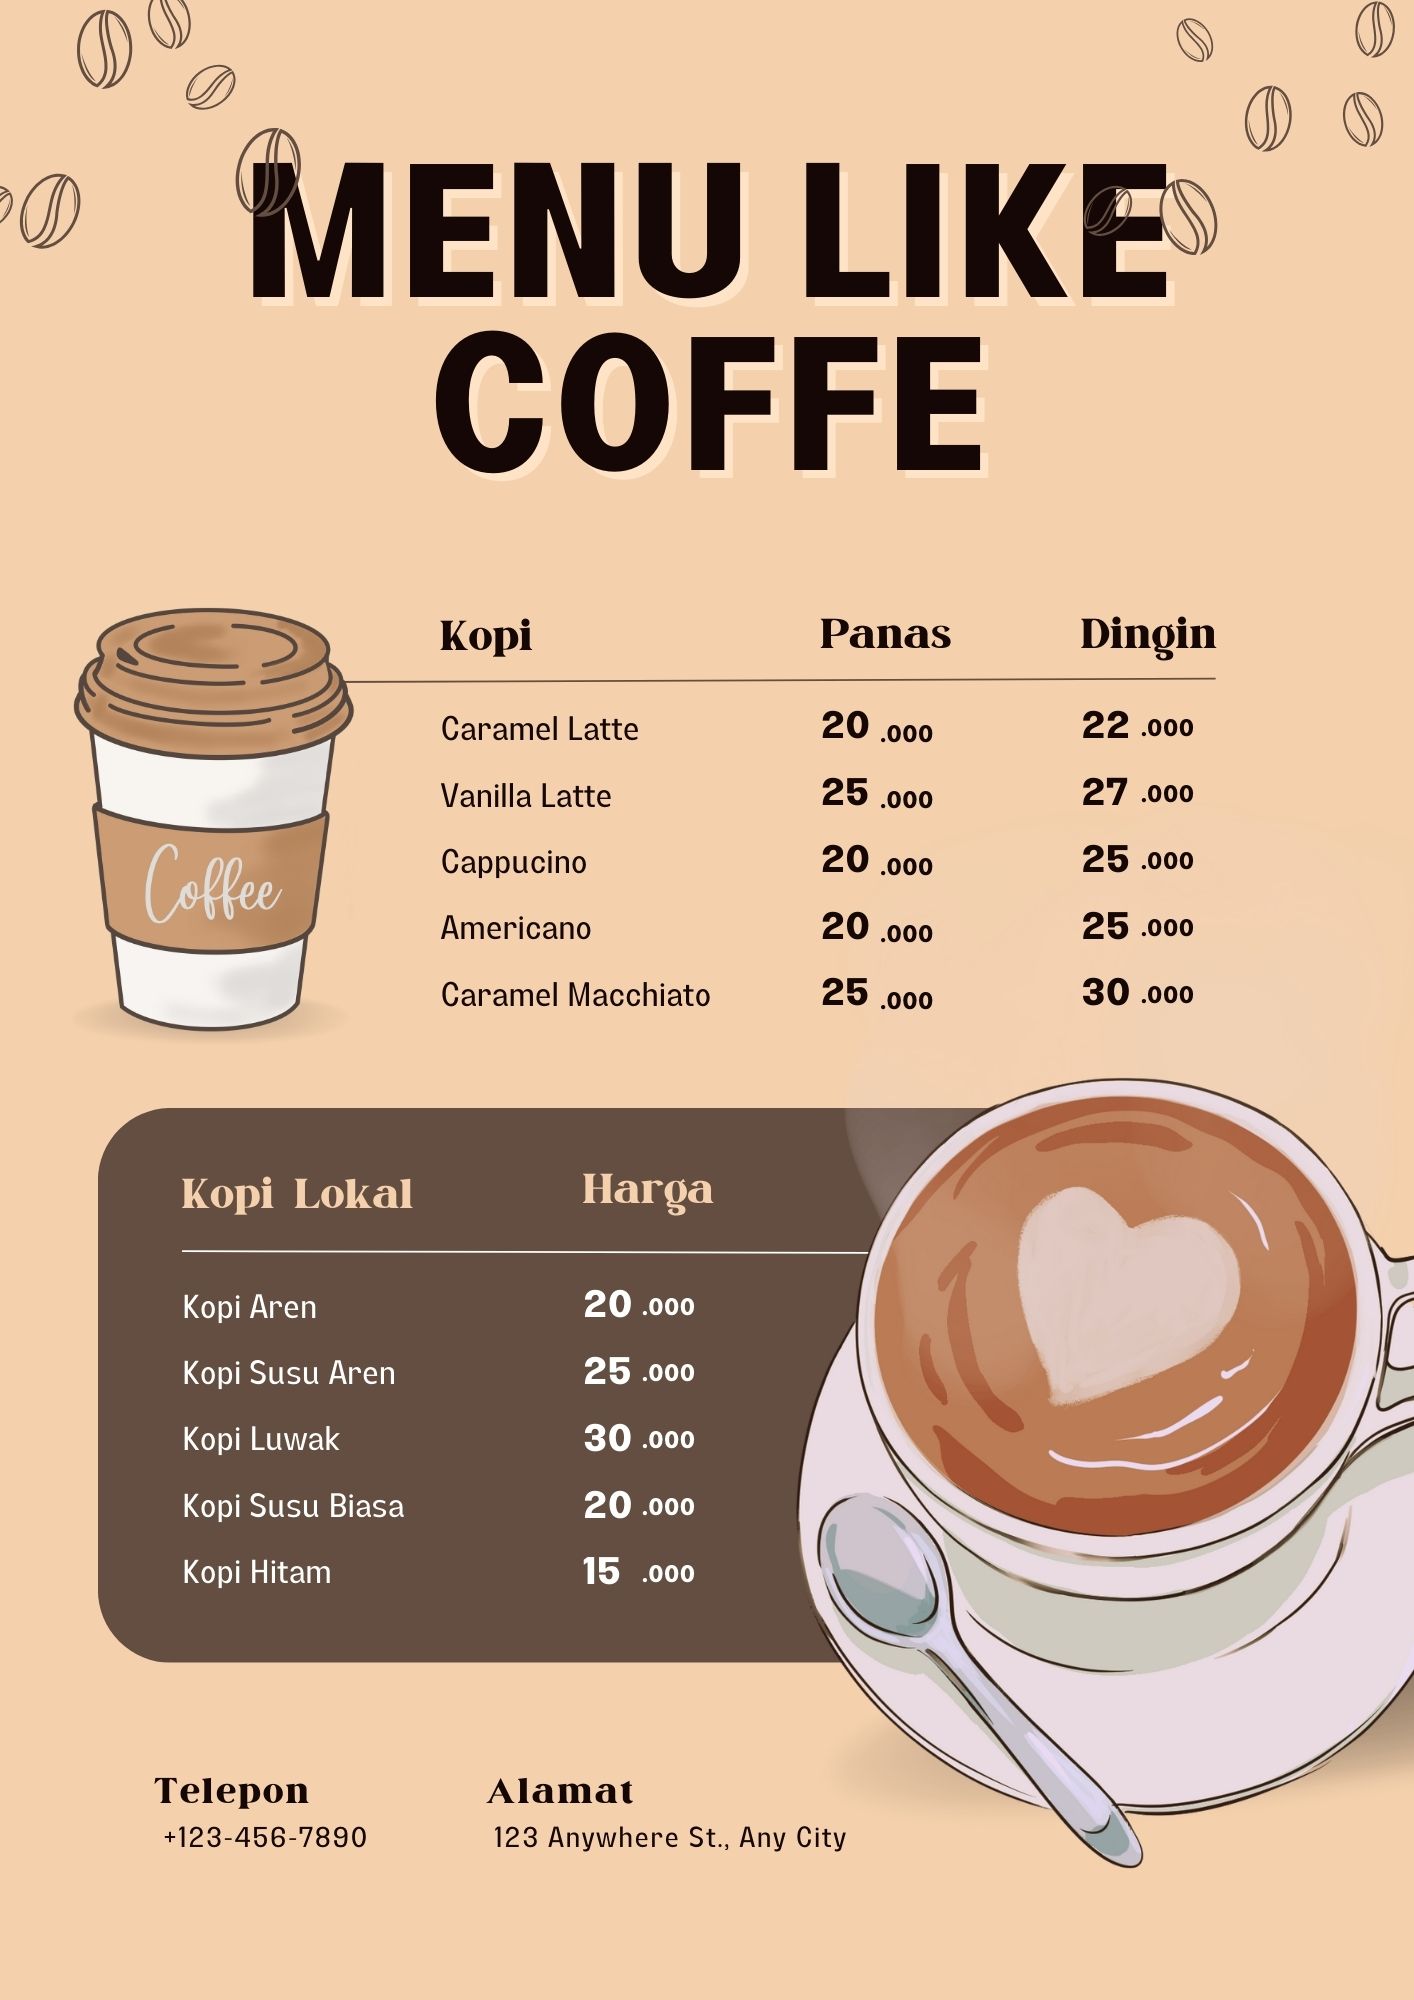 MENU LIKE
COFFE
Kopi Panas Dingin
Caramel Latte 20 .000 22 .000
Vanilla Latte 25 .000 27 .000
Cappucino 20 .000 25 .000
Americano 20 .000 25 .000
Caramel Macchiato 25 .000 30 .000
Coffee
Kopi Lokal Harga
Kopi Aren 20 .000
Kopi Susu Aren 25 .000
Kopi Luwak 30 .000
Kopi Susu Biasa 20 .000
Kopi Hitam 15 .000
Telepon Alamat
+123-456-7890 123 Anywhere St., Any City